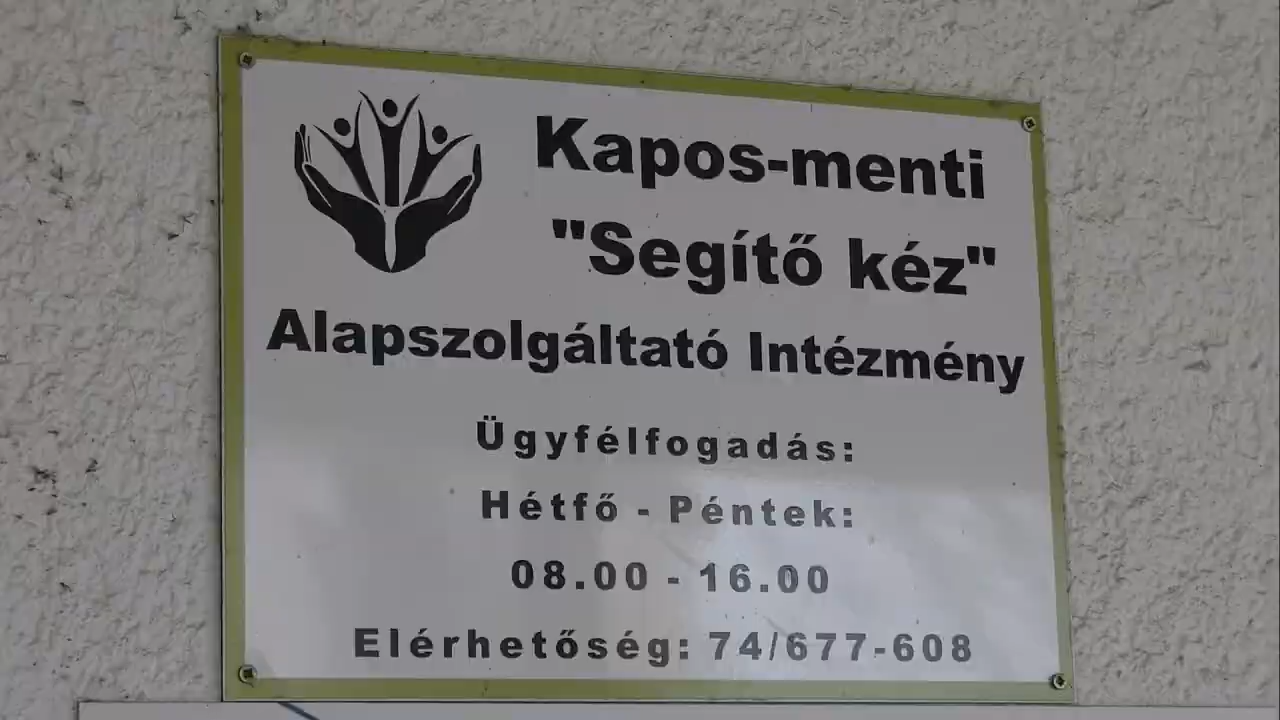 Kapos-menti
"Segítő kéz"
Alapszolgáltató Intézmény
Ügyfélfogadás:
Hétfő - Péntek:
08.00 - 16.00
Elérhetőség: 74/677-608